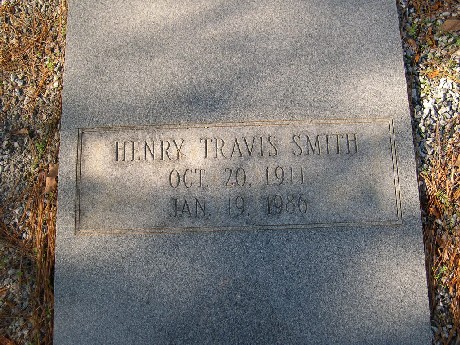 HENRY TRAVIS SMITH
OCT. 20, 1911
JAN. 19, 1986